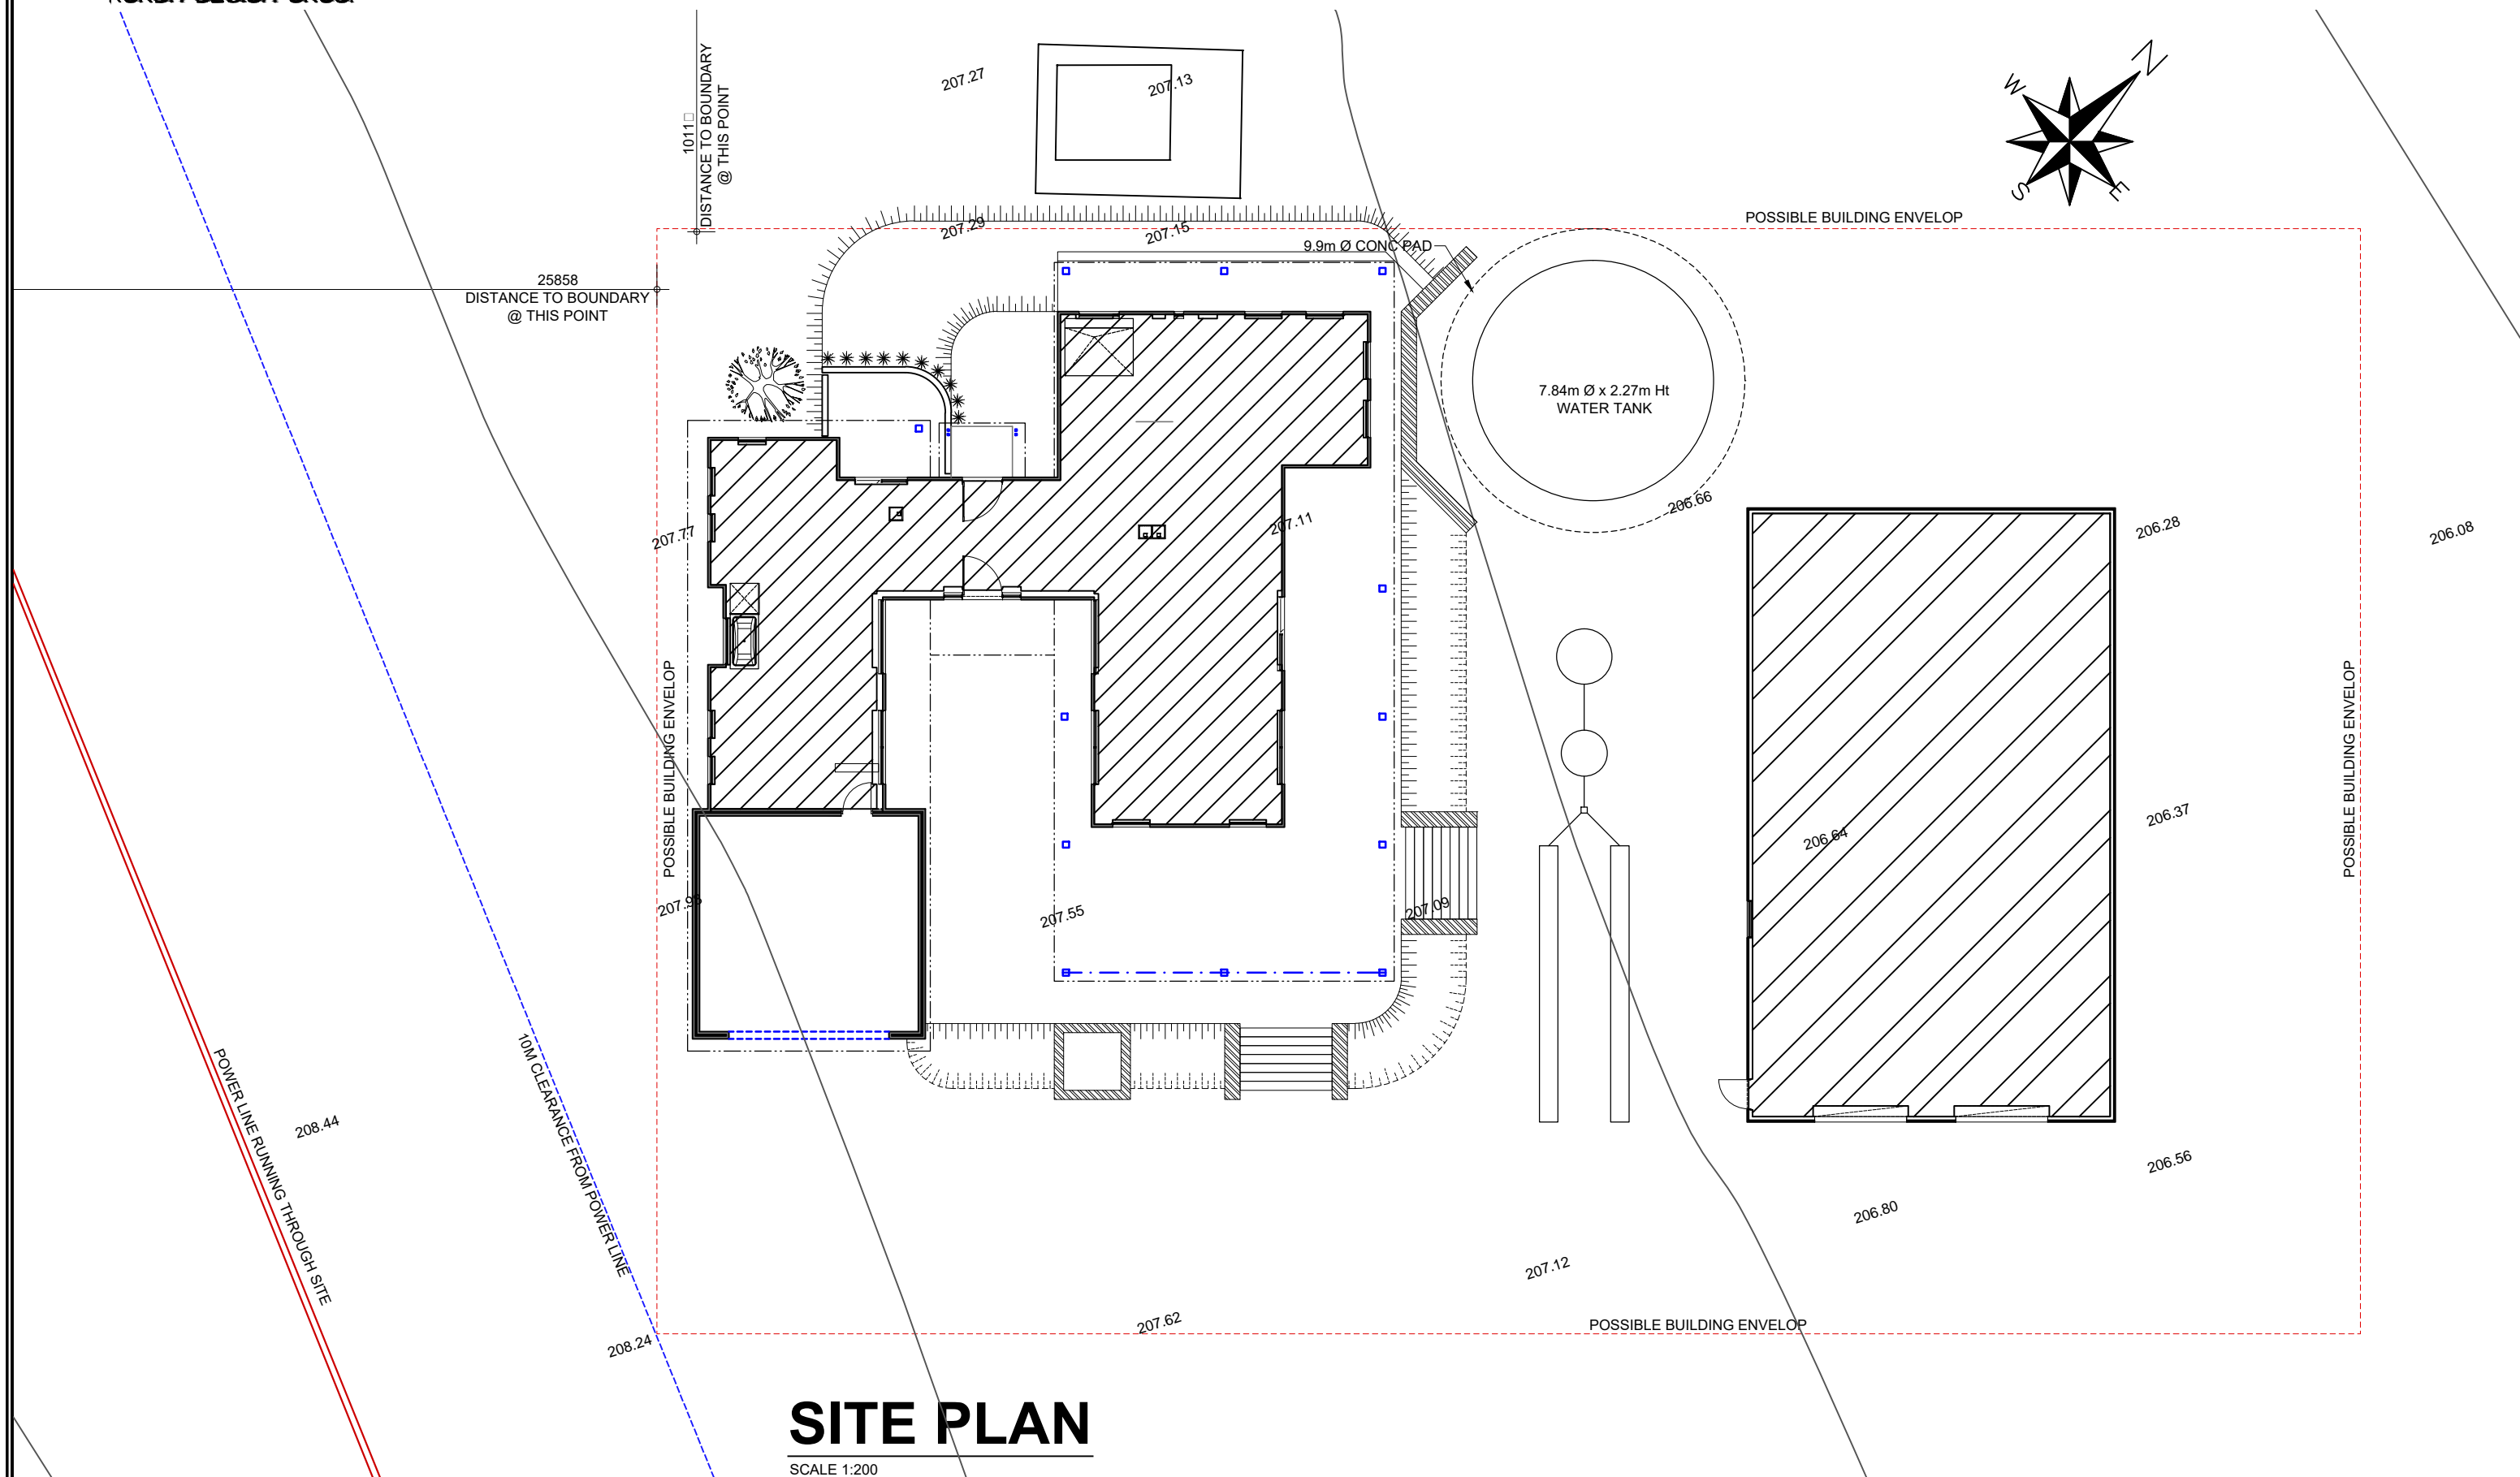 207.27
207.13
1011
DISTANCE TO BOUNDARY
@ THIS POINT
N
W
S
E
POSSIBLE BUILDING ENVELOP
207.29
207.15
9.9m Ø CONC PAD
25858
DISTANCE TO BOUNDARY
@ THIS POINT
7.84m Ø x 2.27m Ht
WATER TANK
207.77
207.11
206.66
206.28
206.08
POSSIBLE BUILDING ENVELOP
POSSIBLE BUILDING ENVELOP
206.64
206.37
207.55
207.09
10M CLEARANCE FROM POWER LINE
POWER LINE RUNNING THROUGH SITE
208.44
206.56
206.80
207.12
207.62
POSSIBLE BUILDING ENVELOP
208.24
SITE PLAN
SCALE 1:200